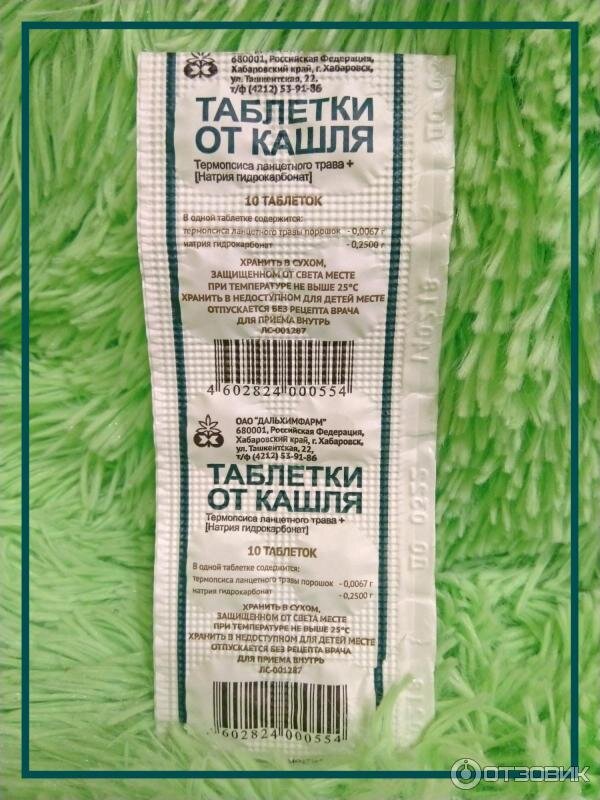 680001, Российская Федерация,
Хабаровский край, г. Хабаровск,
ул. Ташкентская, 22,
т/ф (4212) 53-91-86
ТАБЛЕТКИ
ОТ КАШЛЯ
Термопсиса ланцетного трава +
[Натрия гидрокарбонат]
10 ТАБЛЕТОК
В одной таблетке содержится:
термопсиса ланцетного травы порошок - 0,0067 г
натрия гидрокарбонат - 0,2500 г
ХРАНИТЬ В СУХОМ,
ЗАЩИЩЕННОМ ОТ СВЕТА МЕСТЕ
ПРИ ТЕМПЕРАТУРЕ НЕ ВЫШЕ 25°С
ХРАНИТЬ В НЕДОСТУПНОМ ДЛЯ ДЕТЕЙ МЕСТЕ
ОТПУСКАЕТСЯ БЕЗ РЕЦЕПТА ВРАЧА
ДЛЯ ПРИЕМА ВНУТРЬ
ЛС-001287
4 602824 000554
ОАО "ДАЛЬХИМФАРМ"
680001, Российская Федерация,
Хабаровский край, г. Хабаровск,
ул. Ташкентская, 22,
т/ф (4212) 53-91-86
ТАБЛЕТКИ
ОТ КАШЛЯ
Термопсиса ланцетного трава +
[Натрия гидрокарбонат]
10 ТАБЛЕТОК
В одной таблетке содержится:
термопсиса ланцетного травы порошок - 0,0067 г
натрия гидрокарбонат - 0,2500 г
ХРАНИТЬ В СУХОМ,
ЗАЩИЩЕННОМ ОТ СВЕТА МЕСТЕ
ПРИ ТЕМПЕРАТУРЕ НЕ ВЫШЕ 25°С
ХРАНИТЬ В НЕДОСТУПНОМ ДЛЯ ДЕТЕЙ МЕСТЕ
ОТПУСКАЕТСЯ БЕЗ РЕЦЕПТА ВРАЧА
ДЛЯ ПРИЕМА ВНУТРЬ
ЛС-001287
4 602824 000554
ОТЗОВИК